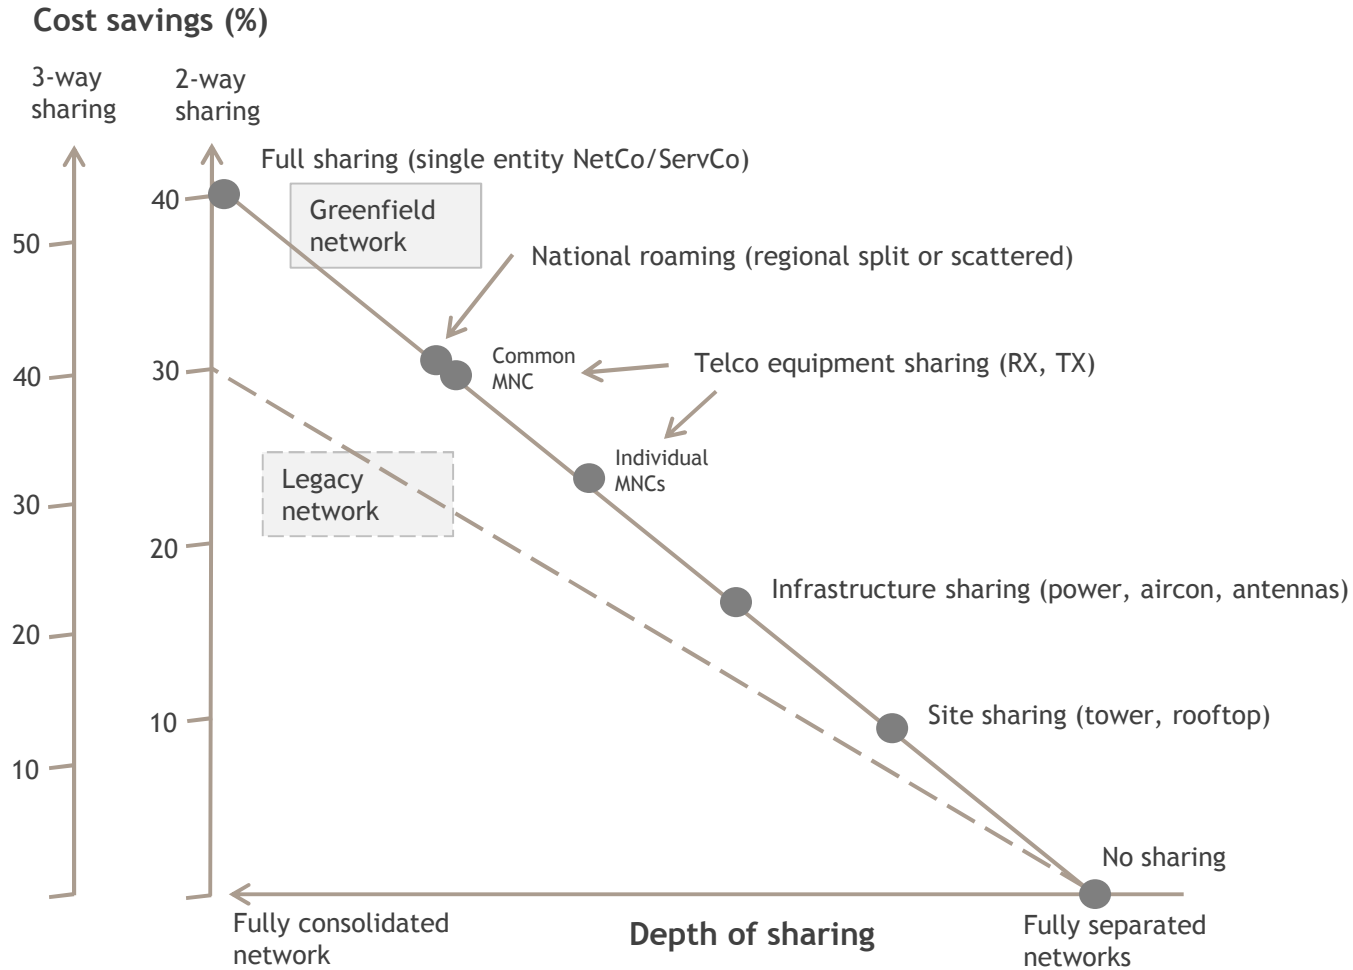 Cost savings (%)
3-way
sharing
2-way
sharing
Full sharing (single entity NetCo/ServCo)
40
Greenfield
network
50
National roaming (regional split or scattered)
Common
MNC
Telco equipment sharing (RX, TX)
40
30
Individual
MNCs
Legacy
network
30
20
Infrastructure sharing (power, aircon, antennas)
20
Site sharing (tower, rooftop)
10
10
No sharing
Fully consolidated
network
Depth of sharing
Fully separated
networks